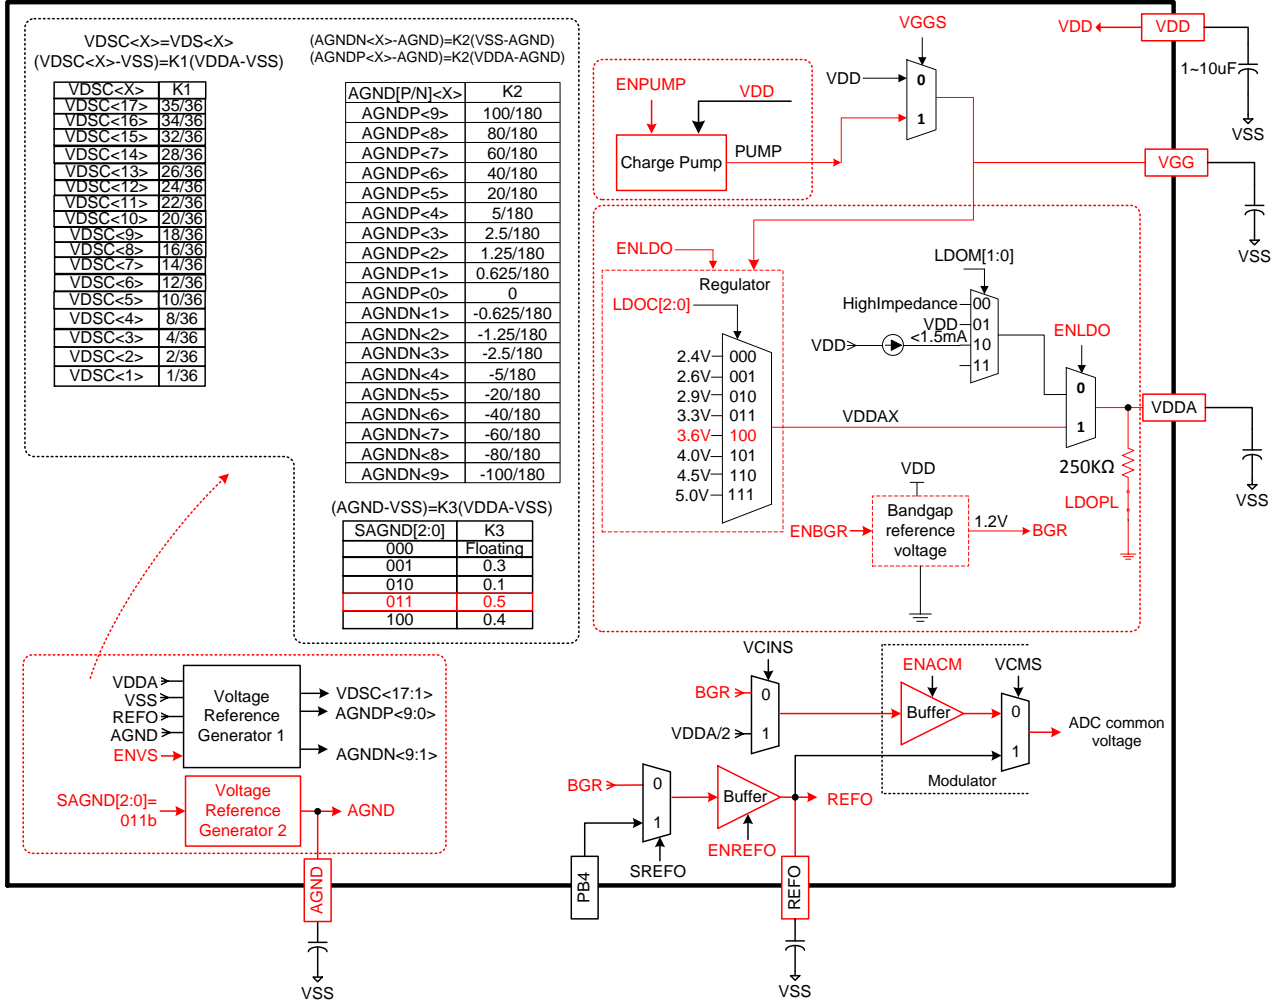 VDSC<X>=VDS<X>
(VDSC<X>-VSS)=K1(VDDA-VSS)
VDSC<X> K1
VDSC<17> 35/36
VDSC<16> 34/36
VDSC<15> 32/36
VDSC<14> 28/36
VDSC<13> 26/36
VDSC<12> 24/36
VDSC<11> 22/36
VDSC<10> 20/36
VDSC<9> 18/36
VDSC<8> 16/36
VDSC<7> 14/36
VDSC<6> 12/36
VDSC<5> 10/36
VDSC<4> 8/36
VDSC<3> 4/36
VDSC<2> 2/36
VDSC<1> 1/36
(AGNDN<X>-AGND)=K2(VSS-AGND)
(AGNDP<X>-AGND)=K2(VDDA-AGND)
AGND[P/N]<X> K2
AGNDP<9> 100/180
AGNDP<8> 80/180
AGNDP<7> 60/180
AGNDP<6> 40/180
AGNDP<5> 20/180
AGNDP<4> 5/180
AGNDP<3> 2.5/180
AGNDP<2> 1.25/180
AGNDP<1> 0.625/180
AGNDP<0> 0
AGNDN<1> -0.625/180
AGNDN<2> -1.25/180
AGNDN<3> -2.5/180
AGNDN<4> -5/180
AGNDN<5> -20/180
AGNDN<6> -40/180
AGNDN<7> -60/180
AGNDN<8> -80/180
AGNDN<9> -100/180
(AGND-VSS)=K3(VDDA-VSS)
SAGND[2:0] K3
000 Floating
001 0.3
010 0.1
011 0.5
100 0.4
VGGS
VDD
0
1
ENPUMP
VDD
Charge Pump
PUMP
VDD
VDD
1~10uF
VSS
VGG
VSS
ENLDO
Regulator
LDOC[2:0]
2.4V 000
2.6V 001
2.9V 010
3.3V 011
3.6V 100
4.0V 101
4.5V 110
5.0V 111
VDDAX
LDOM[1:0]
HighImpedance 00
VDD 01
VDD <1.5mA 10
11
ENLDO
0
1
VDDA
VSS
250KΩ
LDOPL
VDD
ENBGR
Bandgap
reference
voltage
1.2V
BGR
VDDA
VSS
REFO
AGND
ENVS
Voltage
Reference
Generator 1
VDSC<17:1>
AGNDP<9:0>
AGNDN<9:1>
SAGND[2:0]=
011b
Voltage
Reference
Generator 2
AGND
AGND
VSS
VCINS
BGR
0
VDDA/2
1
ENACM
Buffer
VCMS
0
1
ADC common
voltage
Modulator
BGR
0
1
SREFO
PB4
Buffer
ENREFO
REFO
REFO
VSS